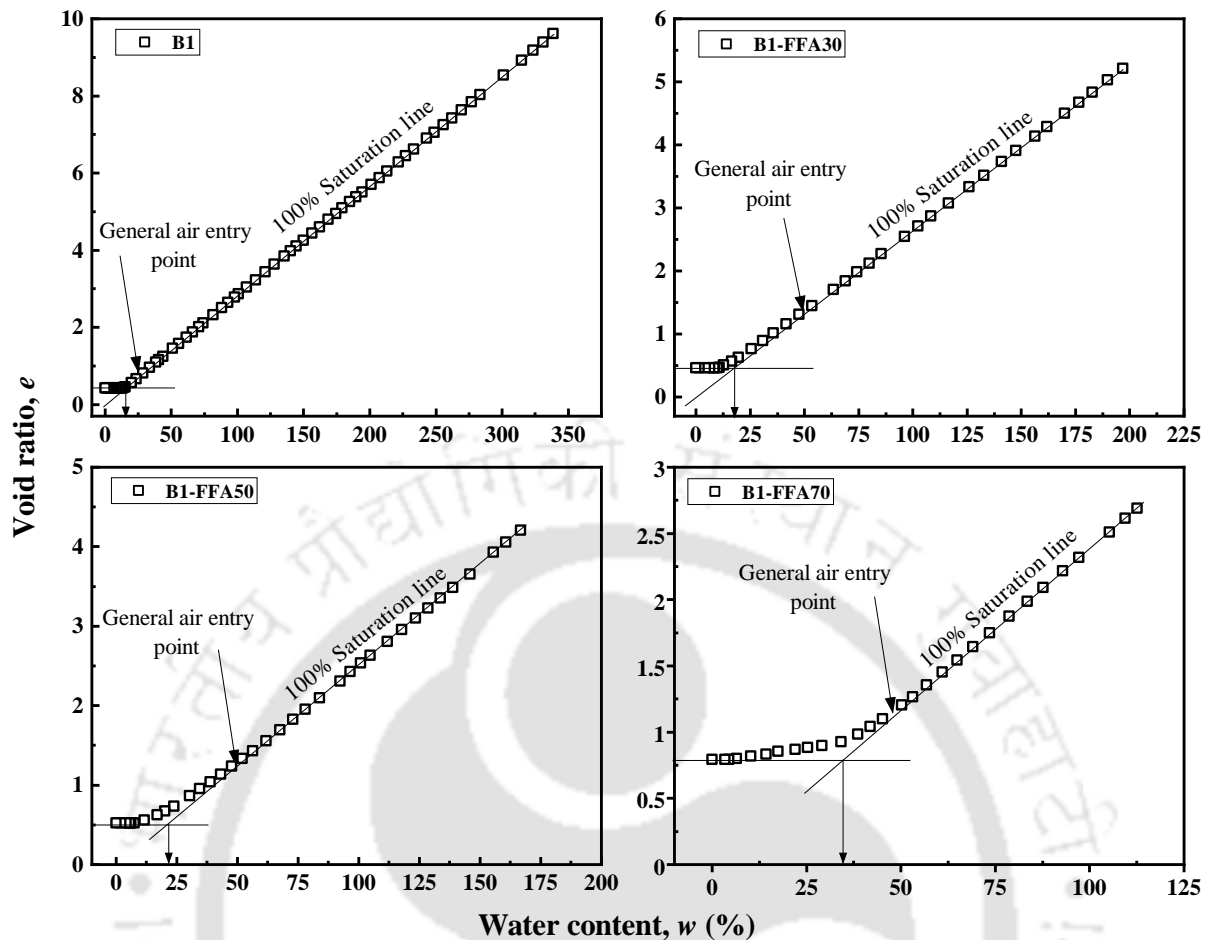 B1
10
8
6
4
2
0
100% Saturation line
General air entry
point
0 50 100 150 200 250 300 350
B1-FFA30
6
5
4
3
2
1
0
100% Saturation line
General air entry
point
0 25 50 75 100 125 150 175 200 225
Void ratio, e
B1-FFA50
5
4
3
2
1
0
100% Saturation line
General air entry
point
0 25 50 75 100 125 150 175 200
B1-FFA70
3
2.5
2
1.5
1
0.5
0
100% Saturation line
General air entry
point
0 25 50 75 100 125
Water content, w (%)
भारतीय प्रौद्योगिकी संस्थान गुवाहाटी